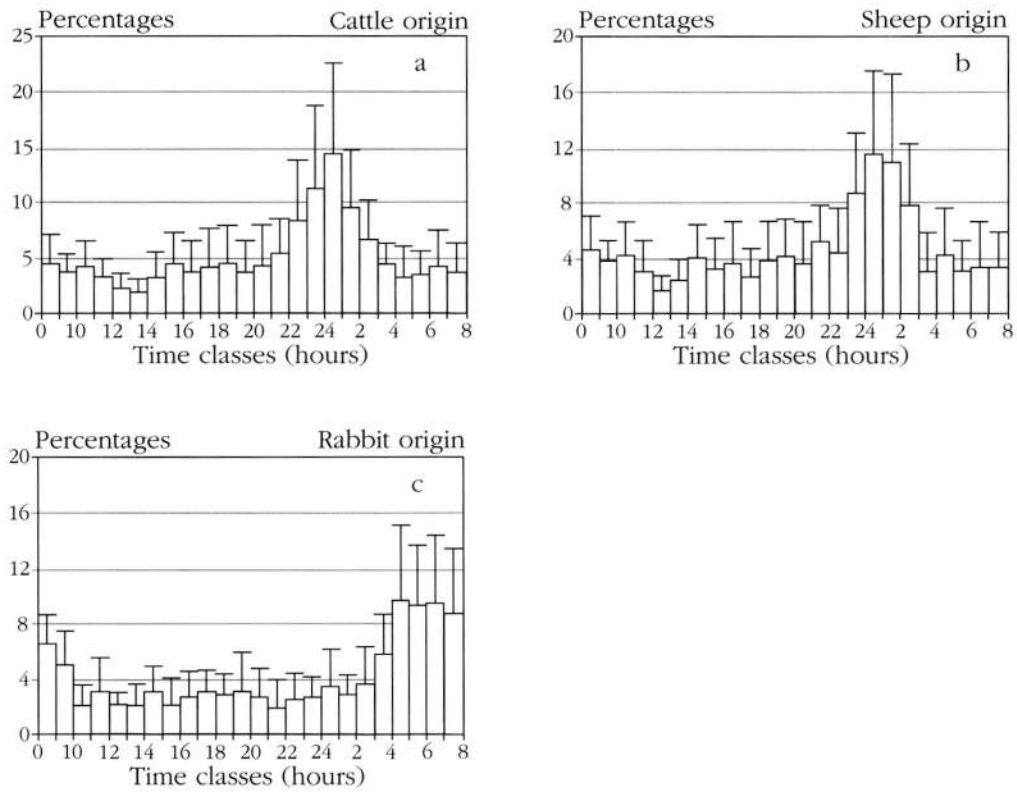 Percentages Cattle origin
a
25
20
15
10
5
0
0 10 12 14 16 18 20 22 24 2 4 6 8
Time classes (hours)
Percentages Sheep origin
b
20
16
12
8
4
0
0 10 12 14 16 18 20 22 24 2 4 6 8
Time classes (hours)
Percentages Rabbit origin
c
20
16
12
8
4
0
0 10 12 14 16 18 20 22 24 2 4 6 8
Time classes (hours)